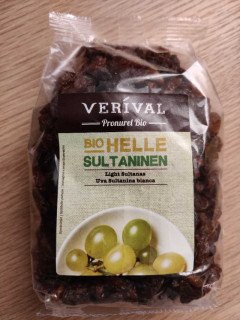 VERIVAL
Pronurel Bio
BIO HELLE
SULTANINEN
Light Sultanas
Uva Sultanina bianca